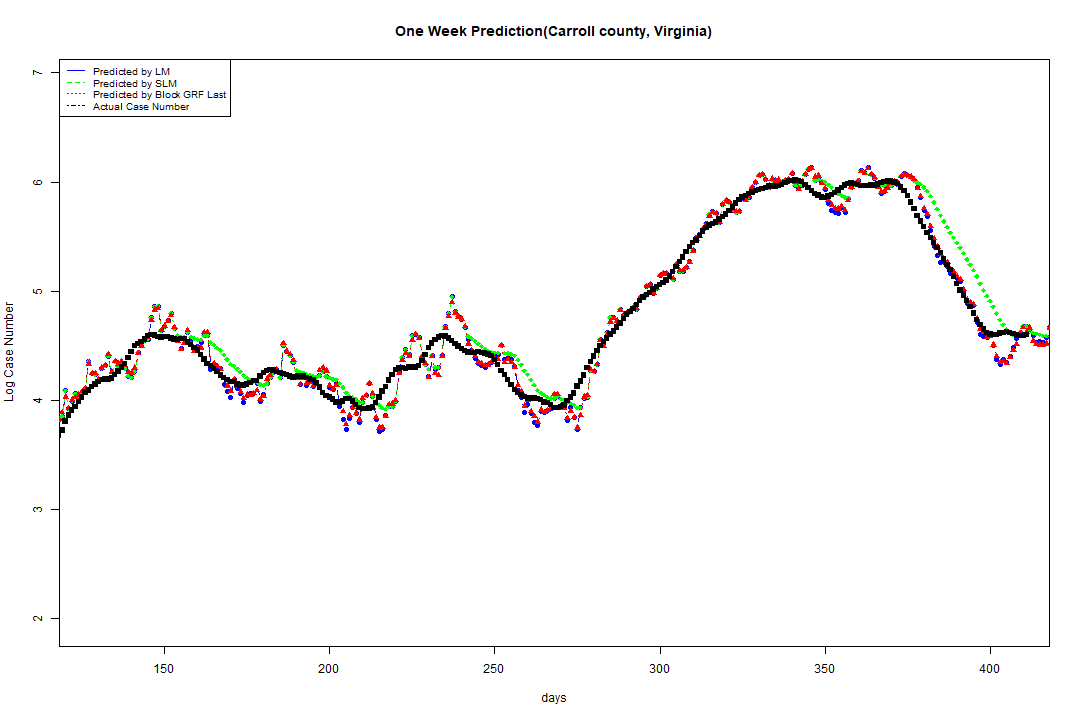 One Week Prediction(Carroll county, Virginia)
Predicted by LM
Predicted by SLM
Predicted by Block GRF Last
Actual Case Number
Log Case Number
7
6
5
4
3
2
150 200 250 300 350 400
days